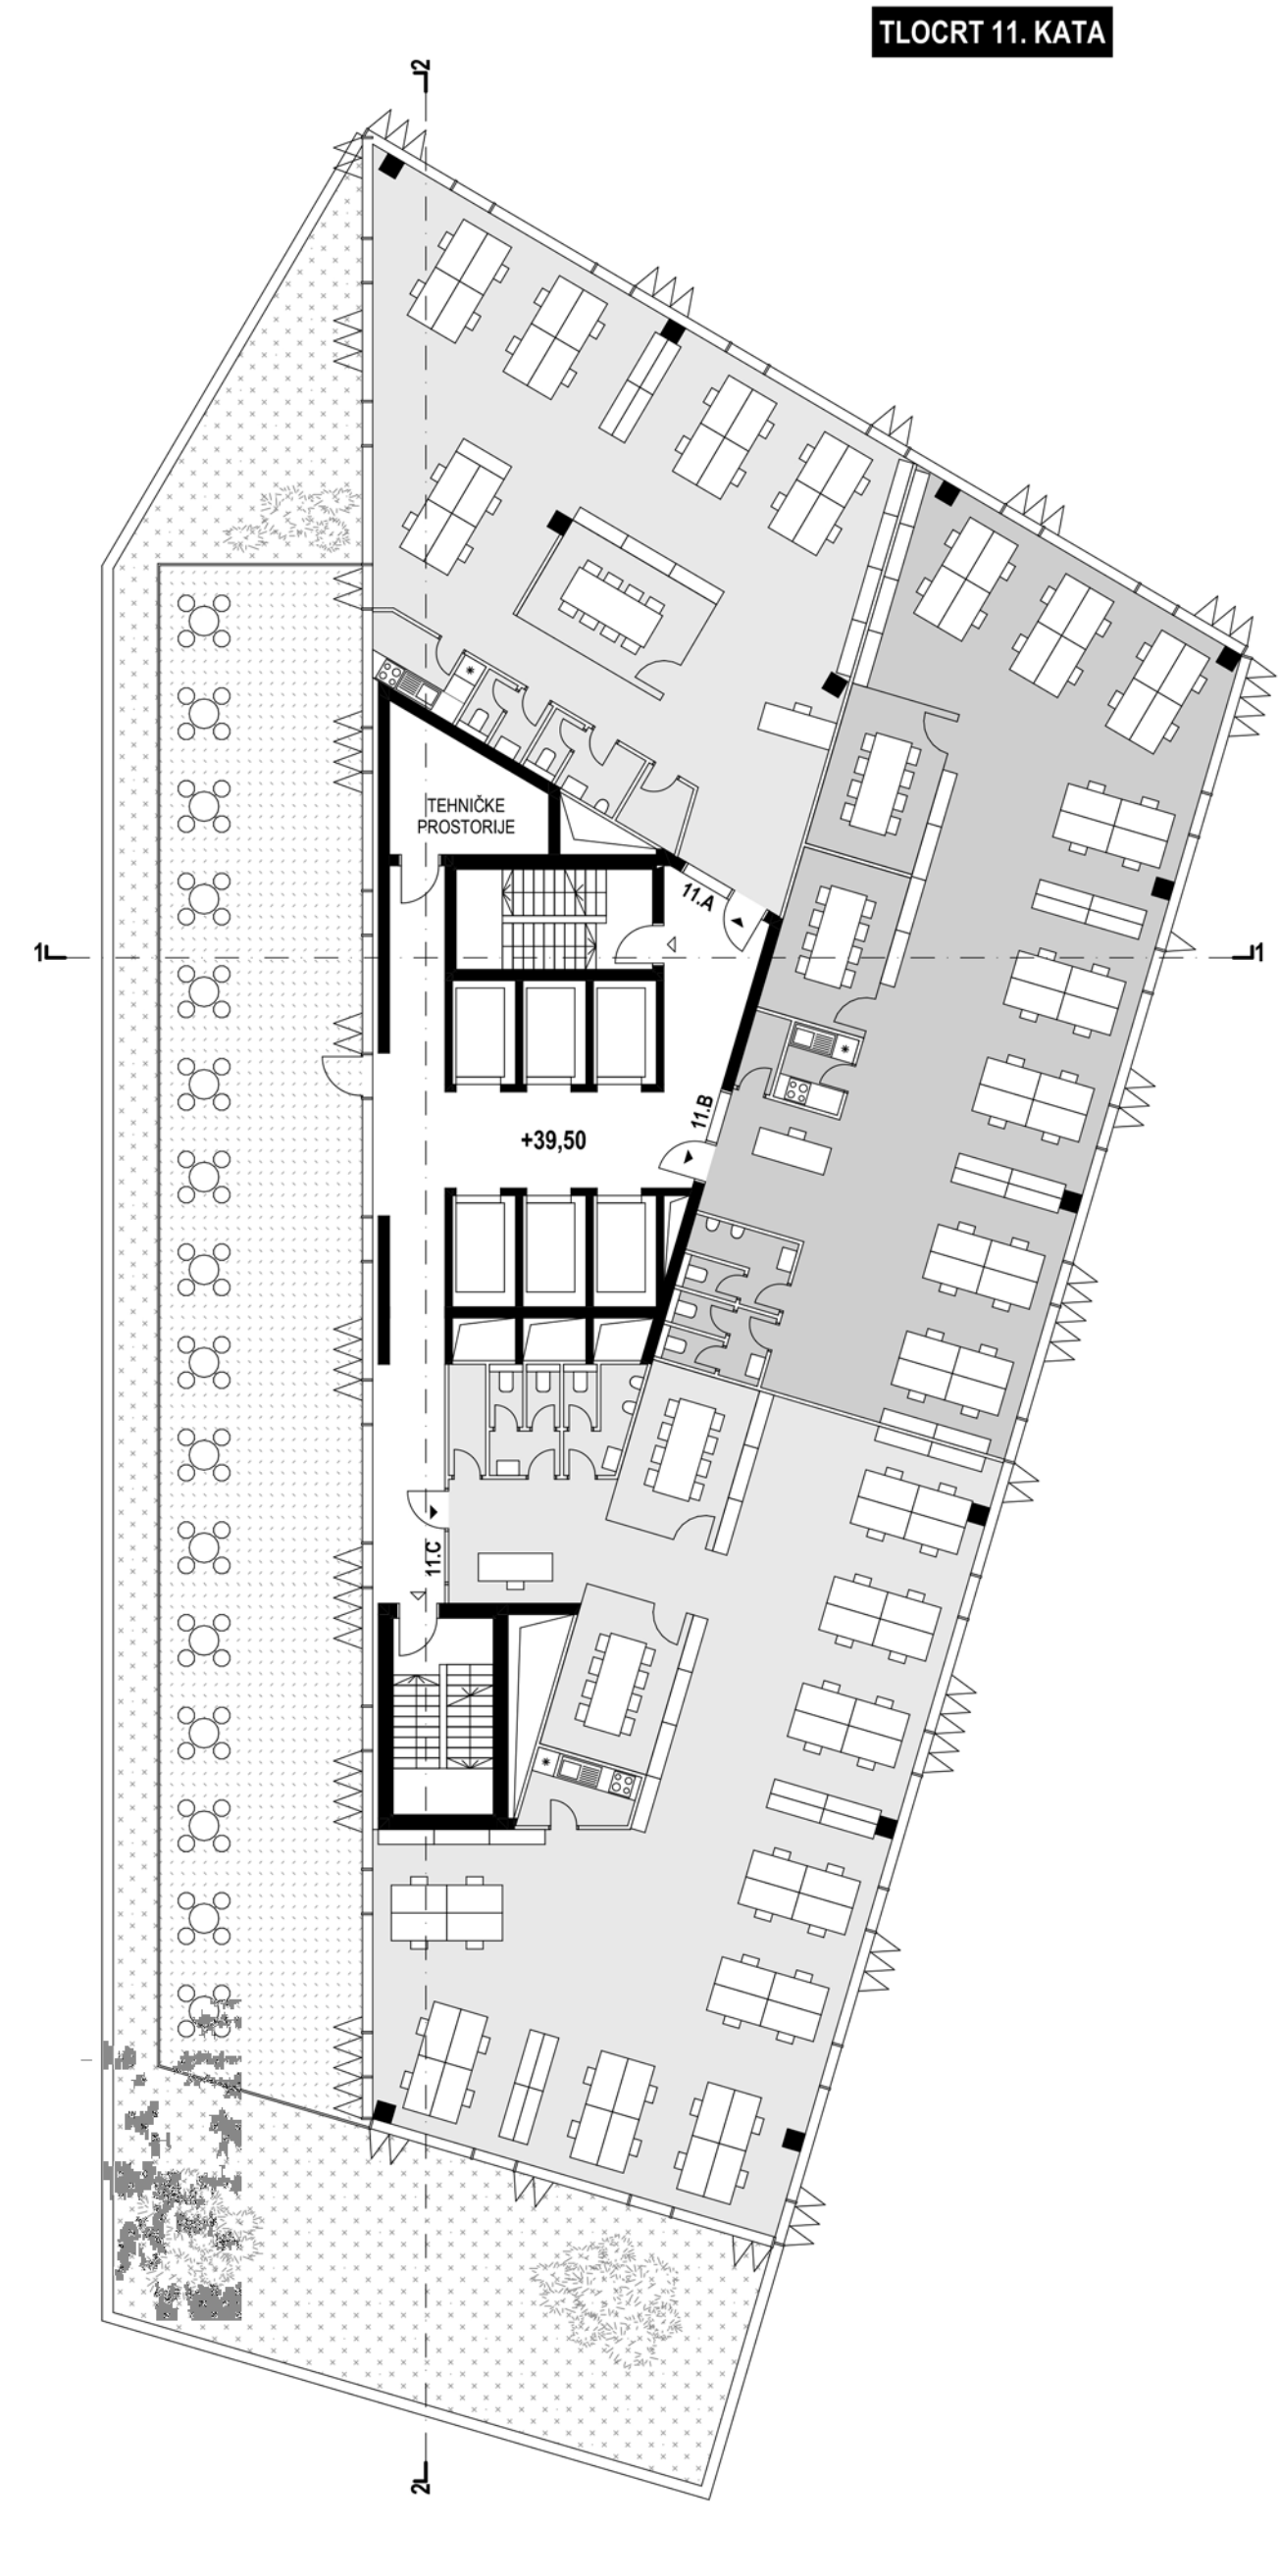 TLOCRT 11. KATA
2
TEHNIČKE
PROSTORIJE
11.A
1
1
11.B
+39,50
11.C
2